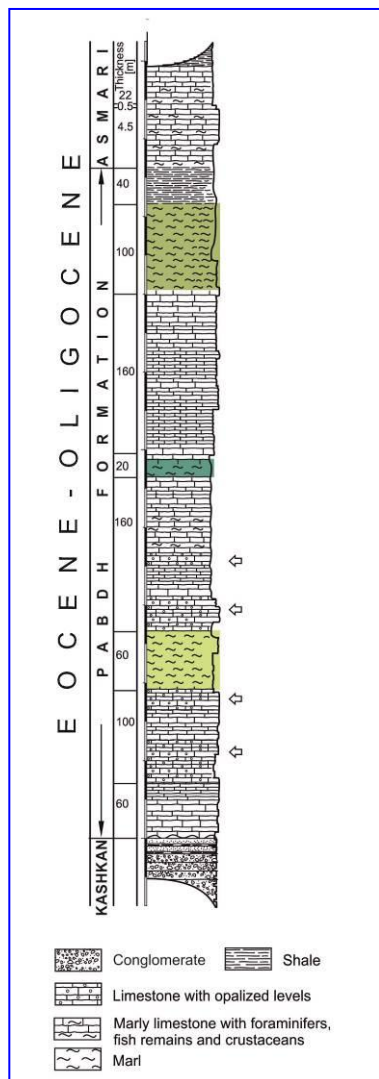 EOCENE-OLIGOCENE
ASMARI
PABDH FORMATION
KASHKAN
Thickness
[m]
22
0.5
4.5
40
100
160
20
160
60
100
60
Conglomerate
Shale
Limestone with opalized levels
Marly limestone with foraminifers,
fish remains and crustaceans
Marl